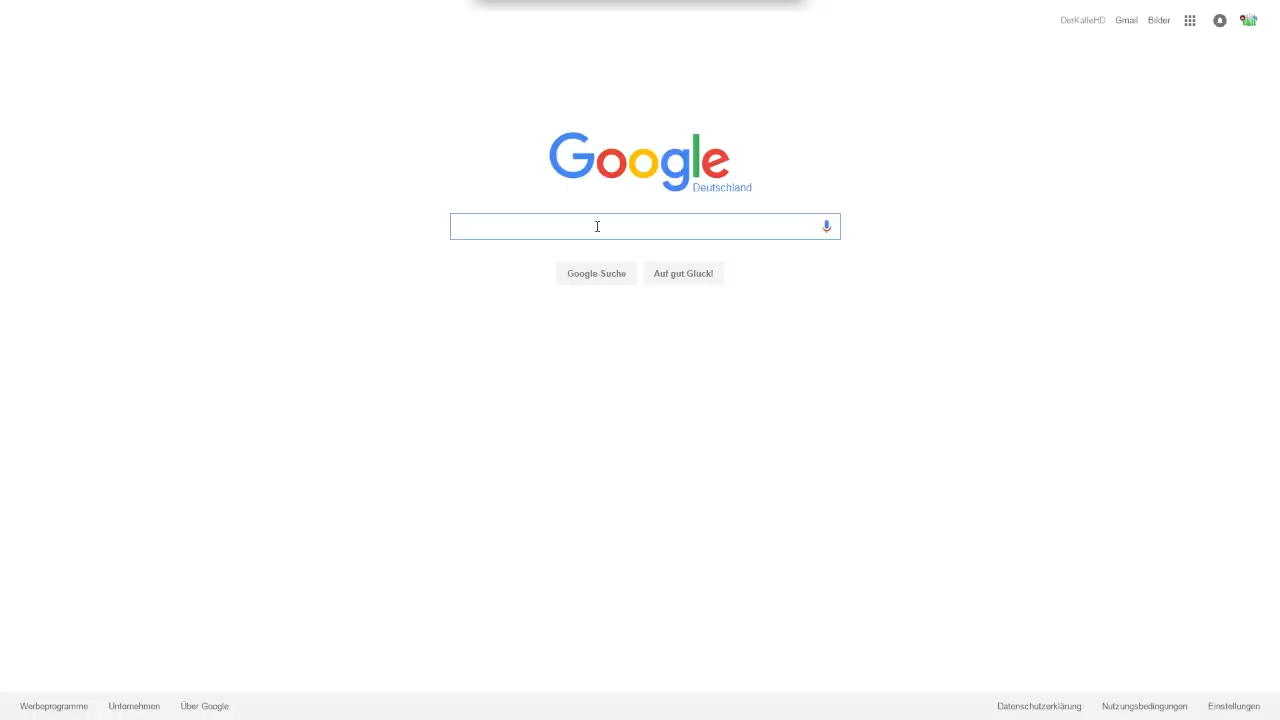 DerKalleHD Gmail Bilder
Google
Deutschland
Google-Suche Auf gut Glück!
Werbeprogramme Unternehmen Über Google Datenschutzerklärung Nutzungsbedingungen Einstellungen